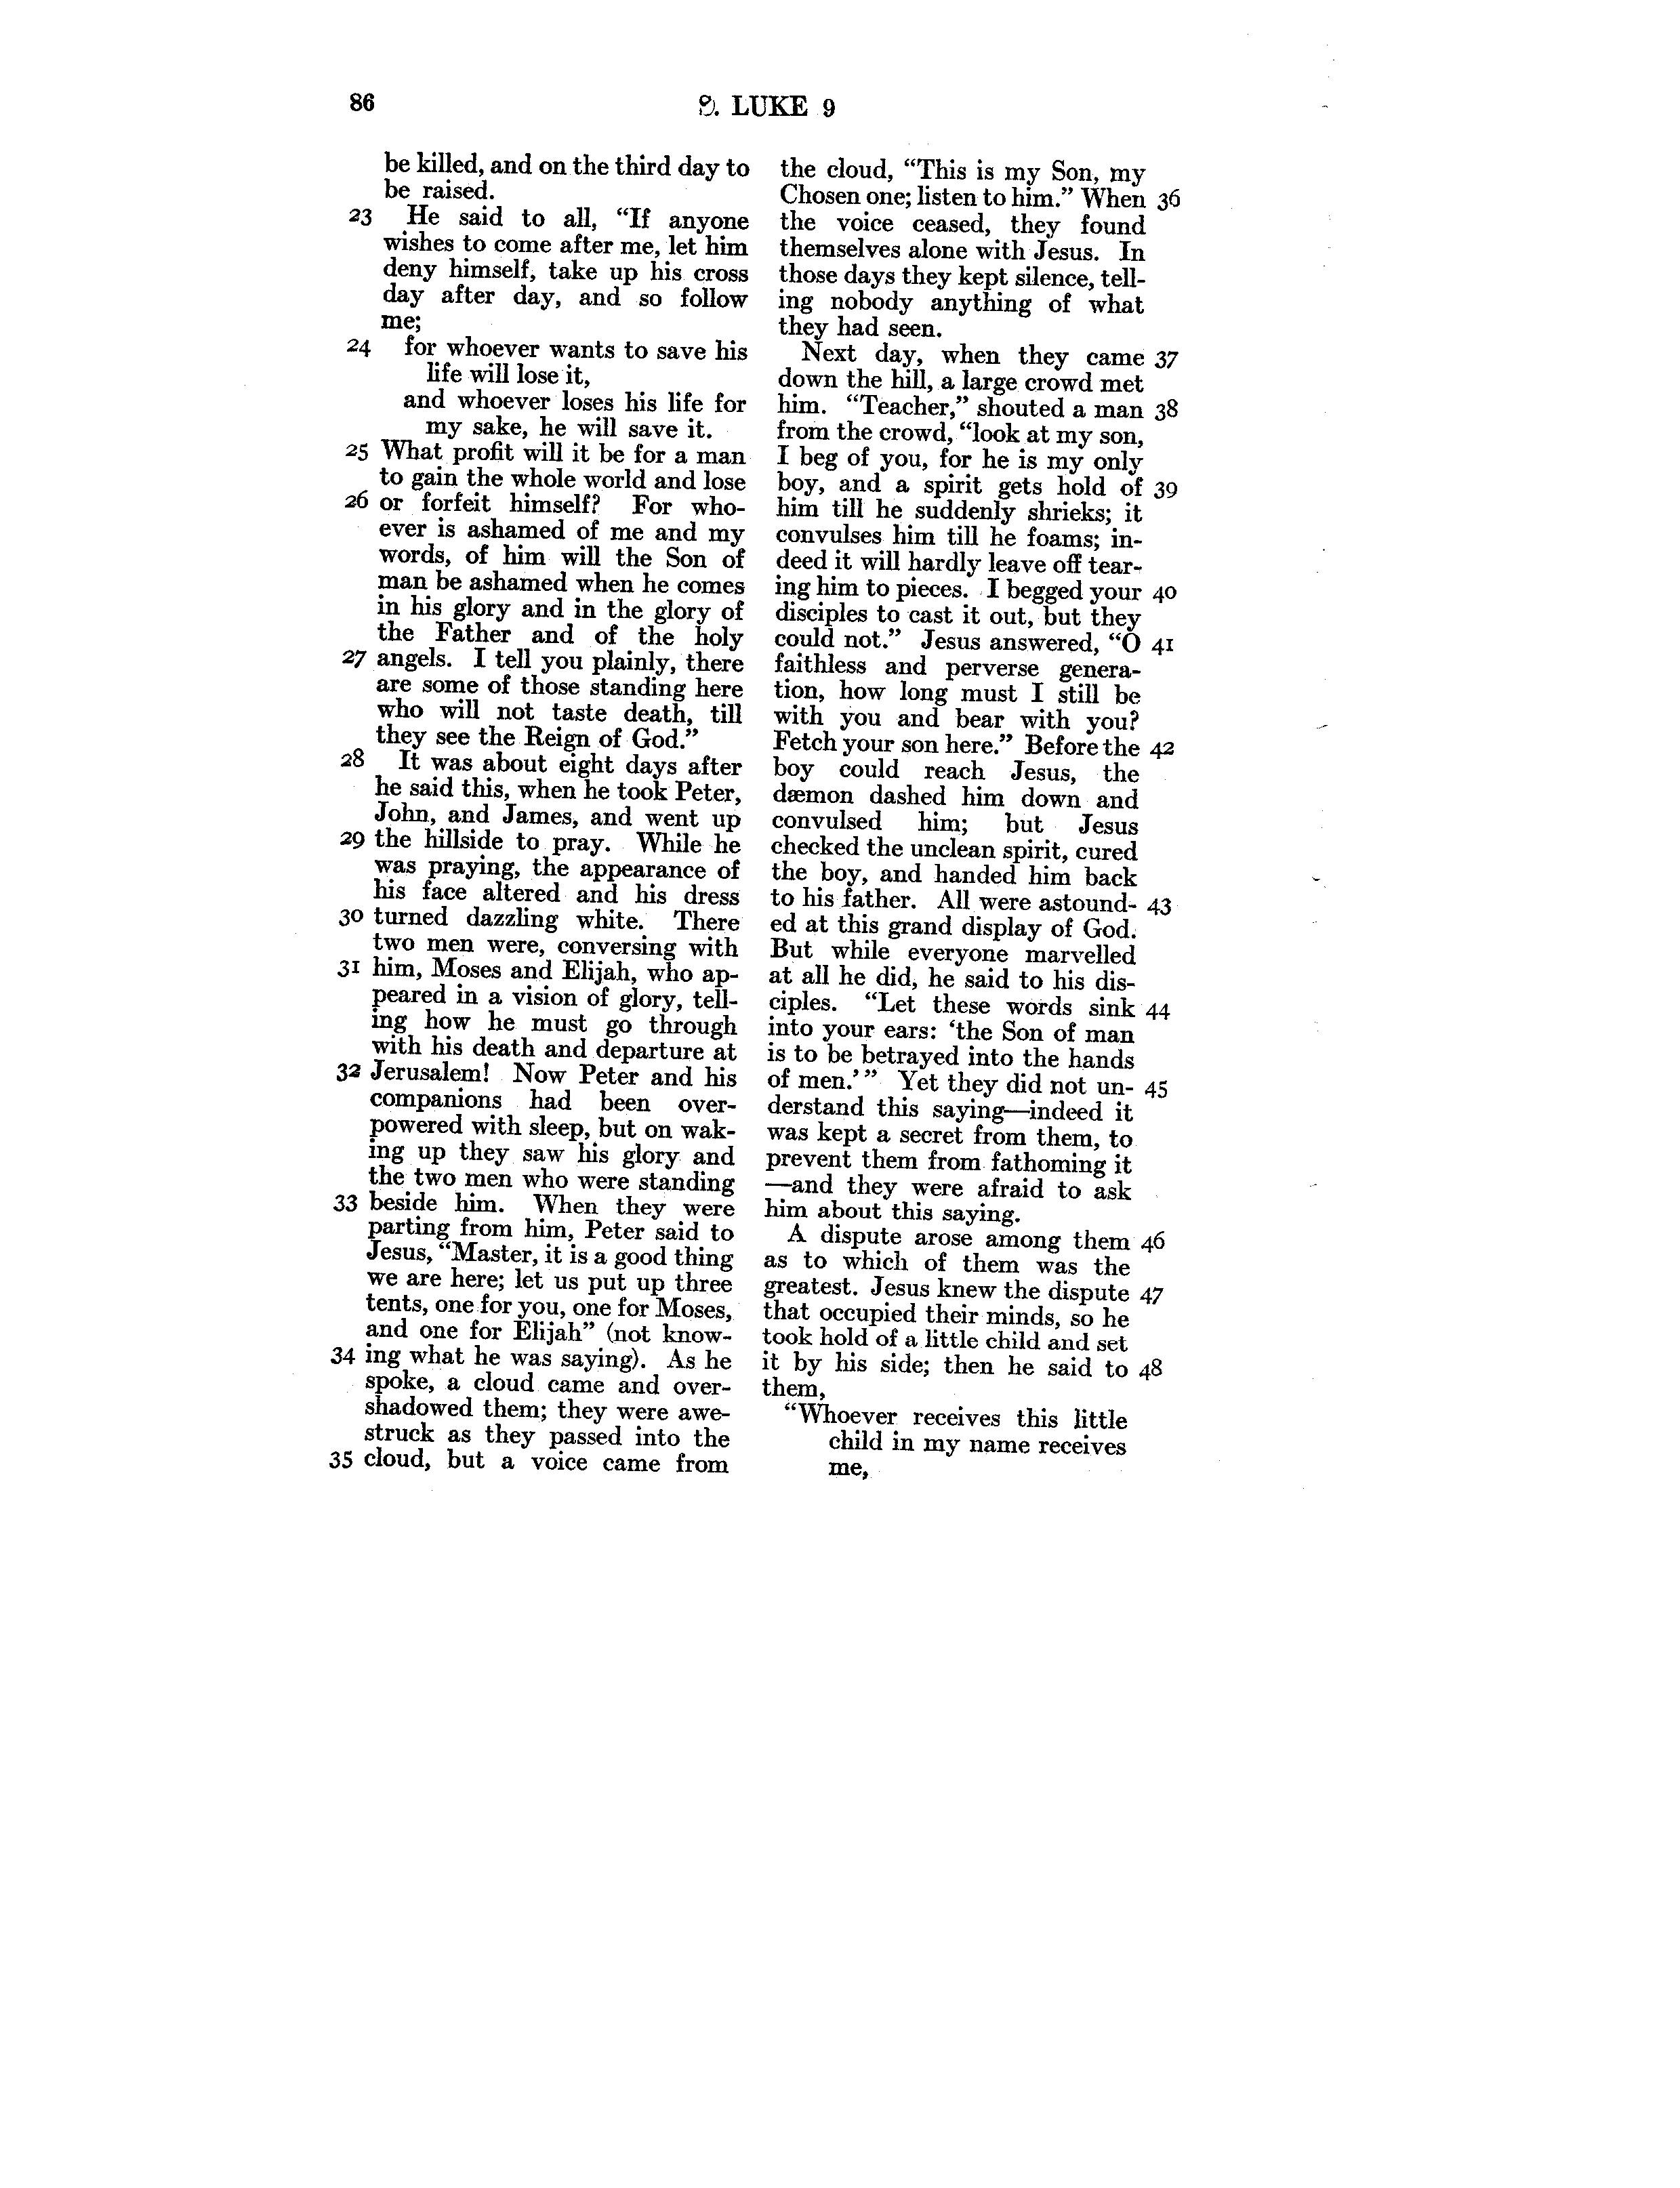 86
S. LUKE 9
be killed, and on the third day to
be raised.
23 He said to all, “If anyone
wishes to come after me, let him
deny himself, take up his cross
day after day, and so follow
me;
24 for whoever wants to save his
life will lose it,
and whoever loses his life for
my sake, he will save it.
25 What profit will it be for a man
to gain the whole world and lose
26 or forfeit himself? For who-
ever is ashamed of me and my
words, of him will the Son of
man be ashamed when he comes
in his glory and in the glory of
the Father and of the holy
27 angels. I tell you plainly, there
are some of those standing here
who will not taste death, till
they see the Reign of God.”
28 It was about eight days after
he said this, when he took Peter,
John, and James, and went up
29 the hillside to pray. While he
was praying, the appearance of
his face altered and his dress
30 turned dazzling white. There
two men were, conversing with
31 him, Moses and Elijah, who ap-
peared in a vision of glory, tell-
ing how he must go through
with his death and departure at
32 Jerusalem! Now Peter and his
companions had been over-
powered with sleep, but on wak-
ing up they saw his glory and
the two men who were standing
33 beside him. When they were
parting from him, Peter said to
Jesus, “Master, it is a good thing
we are here; let us put up three
tents, one for you, one for Moses,
and one for Elijah” (not know-
34 ing what he was saying). As he
spoke, a cloud came and over-
shadowed them; they were awe-
struck as they passed into the
35 cloud, but a voice came from
the cloud, “This is my Son, my
Chosen one; listen to him.” When 36
the voice ceased, they found
themselves alone with Jesus. In
those days they kept silence, tell-
ing nobody anything of what
they had seen.
Next day, when they came 37
down the hill, a large crowd met
him. “Teacher,” shouted a man 38
from the crowd, “look at my son,
I beg of you, for he is my only
boy, and a spirit gets hold of 39
him till he suddenly shrieks; it
convulses him till he foams; in-
deed it will hardly leave off tear-
ing him to pieces. I begged your 40
disciples to cast it out, but they
could not.” Jesus answered, “O 41
faithless and perverse genera-
tion, how long must I still be
with you and bear with you?
Fetch your son here.” Before the 42
boy could reach Jesus, the
dæmon dashed him down and
convulsed him; but Jesus
checked the unclean spirit, cured
the boy, and handed him back
to his father. All were astound- 43
ed at this grand display of God.
But while everyone marvelled
at all he did, he said to his dis-
ciples. “Let these words sink 44
into your ears: ‘the Son of man
is to be betrayed into the hands
of men.’” Yet they did not un- 45
derstand this saying—indeed it
was kept a secret from them, to
prevent them from fathoming it
—and they were afraid to ask
him about this saying.
A dispute arose among them 46
as to which of them was the
greatest. Jesus knew the dispute 47
that occupied their minds, so he
took hold of a little child and set
it by his side; then he said to 48
them,
“Whoever receives this little
child in my name receives
me,